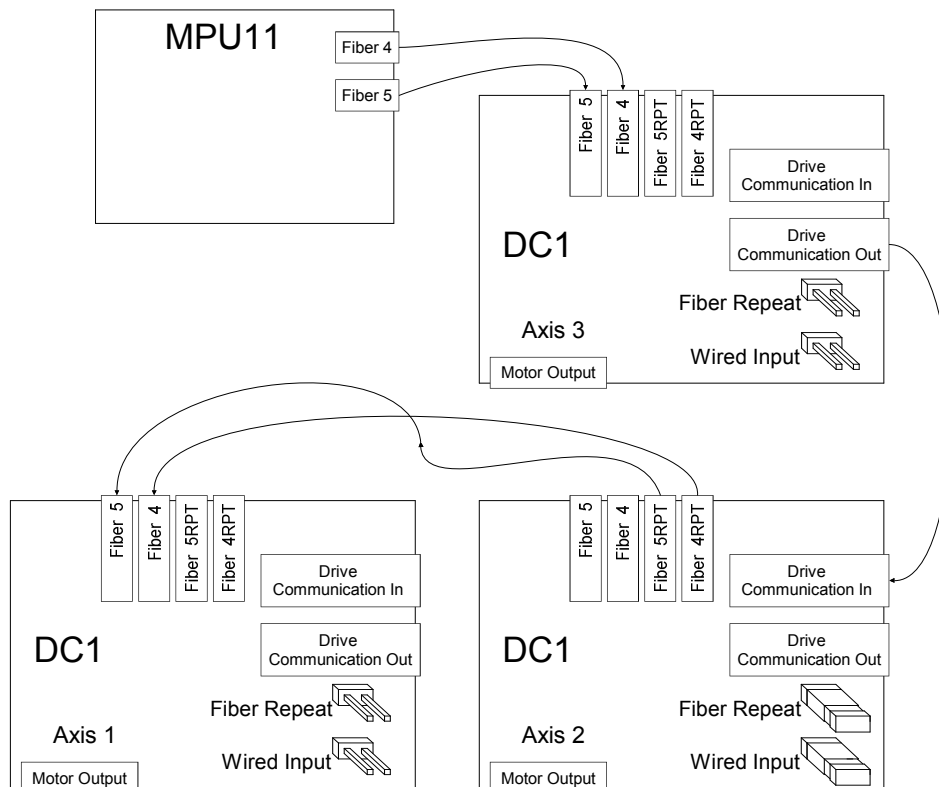 MPU11
Fiber 4
Fiber 5
Fiber 5
Fiber 4
Fiber 5RPT
Fiber 4RPT
Drive
Communication In
Drive
Communication Out
DC1
Fiber Repeat
Axis 3
Wired Input
Motor Output
Fiber 5
Fiber 4
Fiber 5RPT
Fiber 4RPT
Drive
Communication In
Drive
Communication Out
DC1
Fiber Repeat
Axis 1
Wired Input
Motor Output
Fiber 5
Fiber 4
Fiber 5RPT
Fiber 4RPT
Drive
Communication In
Drive
Communication Out
DC1
Fiber Repeat
Axis 2
Wired Input
Motor Output